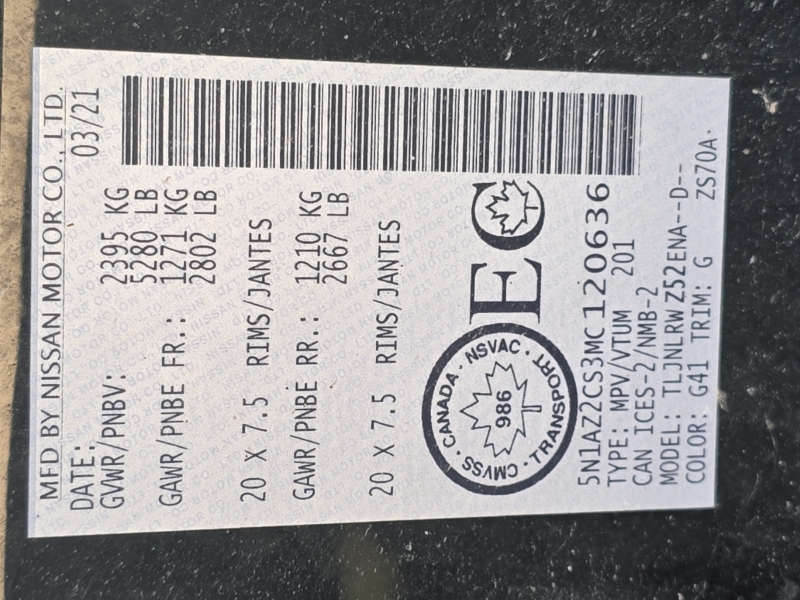 MFD BY NISSAN MOTOR CO., LTD.
DATE: 03/21
GVWR/PNBV: 2395 KG
5280 LB
GAWR/PNBE FR.: 1271 KG
2802 LB
20 X 7.5 RIMS/JANTES
GAWR/PNBE RR.: 1210 KG
2667 LB
20 X 7.5 RIMS/JANTES
CANADA · NSVAC · TRANSPORT · CMVSS ·
986
EC
5N1AZ2CS3MC120636
TYPE: MPV/VTUM 201
CAN ICES-2/NMB-2
MODEL: TLJNLRWZ52ENA--D--
COLOR: G41 TRIM: G ZS70A